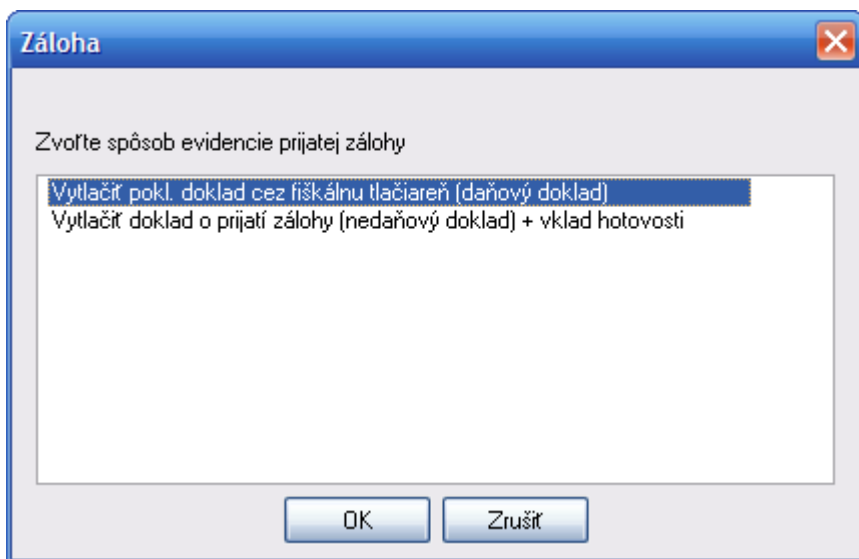 Záloha
Zvoľte spôsob evidencie prijatej zálohy
Vytlačiť pokl. doklad cez fiškálnu tlačiareň (daňový doklad)
Vytlačiť doklad o prijatí zálohy (nedaňový doklad) + vklad hotovosti
OK
Zrušiť